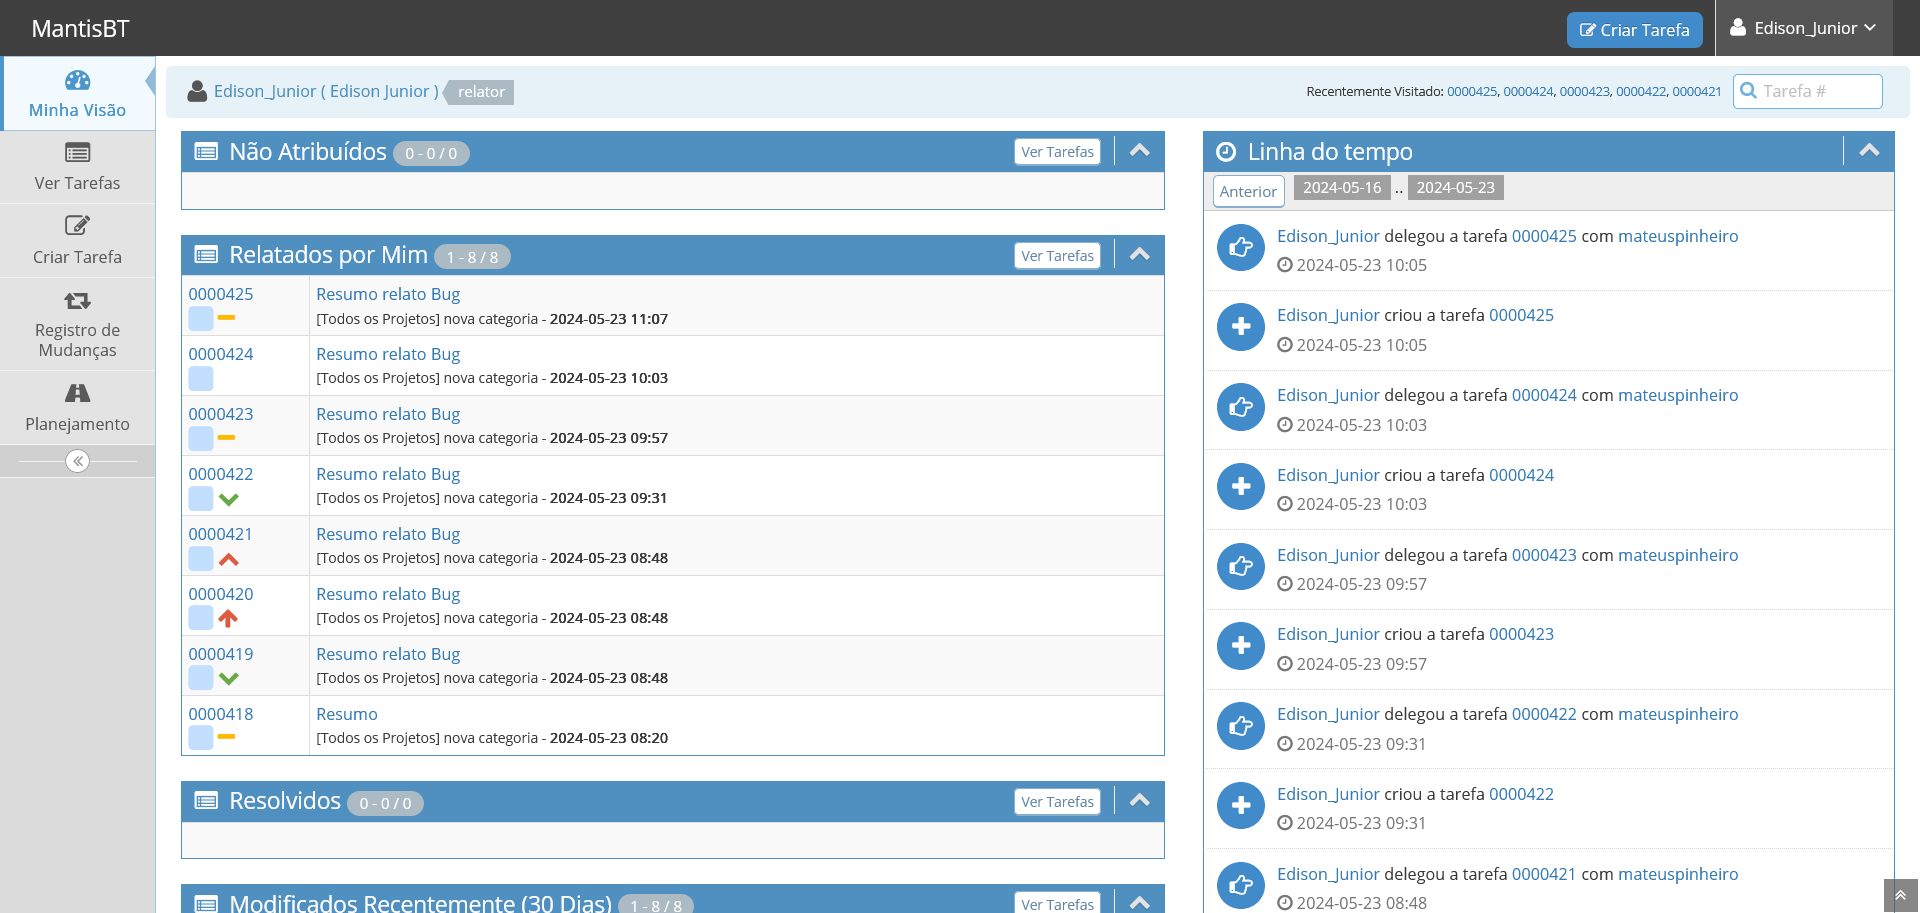 MantisBT
Criar Tarefa
Edison_Junior
Minha Visão
Ver Tarefas
Criar Tarefa
Registro de
Mudanças
Planejamento
Edison_Junior ( Edison Junior ) relator
Recentemente Visitado: 0000425, 0000424, 0000423, 0000422, 0000421
Tarefa #
Não Atribuídos 0 - 0 / 0
Ver Tarefas
Relatados por Mim 1 - 8 / 8
Ver Tarefas
0000425
Resumo relato Bug
[Todos os Projetos] nova categoria - 2024-05-23 11:07
0000424
Resumo relato Bug
[Todos os Projetos] nova categoria - 2024-05-23 10:03
0000423
Resumo relato Bug
[Todos os Projetos] nova categoria - 2024-05-23 09:57
0000422
Resumo relato Bug
[Todos os Projetos] nova categoria - 2024-05-23 09:31
0000421
Resumo relato Bug
[Todos os Projetos] nova categoria - 2024-05-23 08:48
0000420
Resumo relato Bug
[Todos os Projetos] nova categoria - 2024-05-23 08:48
0000419
Resumo relato Bug
[Todos os Projetos] nova categoria - 2024-05-23 08:48
0000418
Resumo
[Todos os Projetos] nova categoria - 2024-05-23 08:20
Resolvidos 0 - 0 / 0
Ver Tarefas
Modificados Recentemente (30 Dias) 1 - 8 / 8
Ver Tarefas
Linha do tempo
Anterior 2024-05-16 .. 2024-05-23
Edison_Junior delegou a tarefa 0000425 com mateuspinheiro
2024-05-23 10:05
Edison_Junior criou a tarefa 0000425
2024-05-23 10:05
Edison_Junior delegou a tarefa 0000424 com mateuspinheiro
2024-05-23 10:03
Edison_Junior criou a tarefa 0000424
2024-05-23 10:03
Edison_Junior delegou a tarefa 0000423 com mateuspinheiro
2024-05-23 09:57
Edison_Junior criou a tarefa 0000423
2024-05-23 09:57
Edison_Junior delegou a tarefa 0000422 com mateuspinheiro
2024-05-23 09:31
Edison_Junior criou a tarefa 0000422
2024-05-23 09:31
Edison_Junior delegou a tarefa 0000421 com mateuspinheiro
2024-05-23 08:48